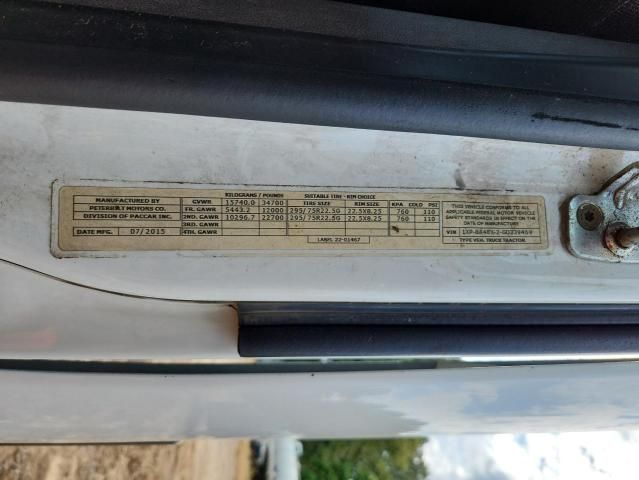 MANUFACTURED BY
PETERBILT MOTORS CO.
DIVISION OF PACCAR INC.
DATE MFG. 07/2015
KILOGRAMS / POUNDS SUITABLE TIRE - RIM CHOICE
GVWR 15740.0 34700 TIRE SIZE RIM SIZE KPA COLD PSI
FR. GAWR 5443.2 12000 295/75R22.5G 22.5X8.25 760 110
2ND. GAWR 10296.7 22700 295/75R22.5G 22.5X8.25 760 110
3RD. GAWR
4TH. GAWR
LABEL 22-01467
THIS VEHICLE CONFORMS TO ALL
APPLICABLE FEDERAL MOTOR VEHICLE
SAFETY STANDARDS IN EFFECT ON THE
DATE OF MANUFACTURE
VIN
TYPE VEH. TRUCK TRACTOR